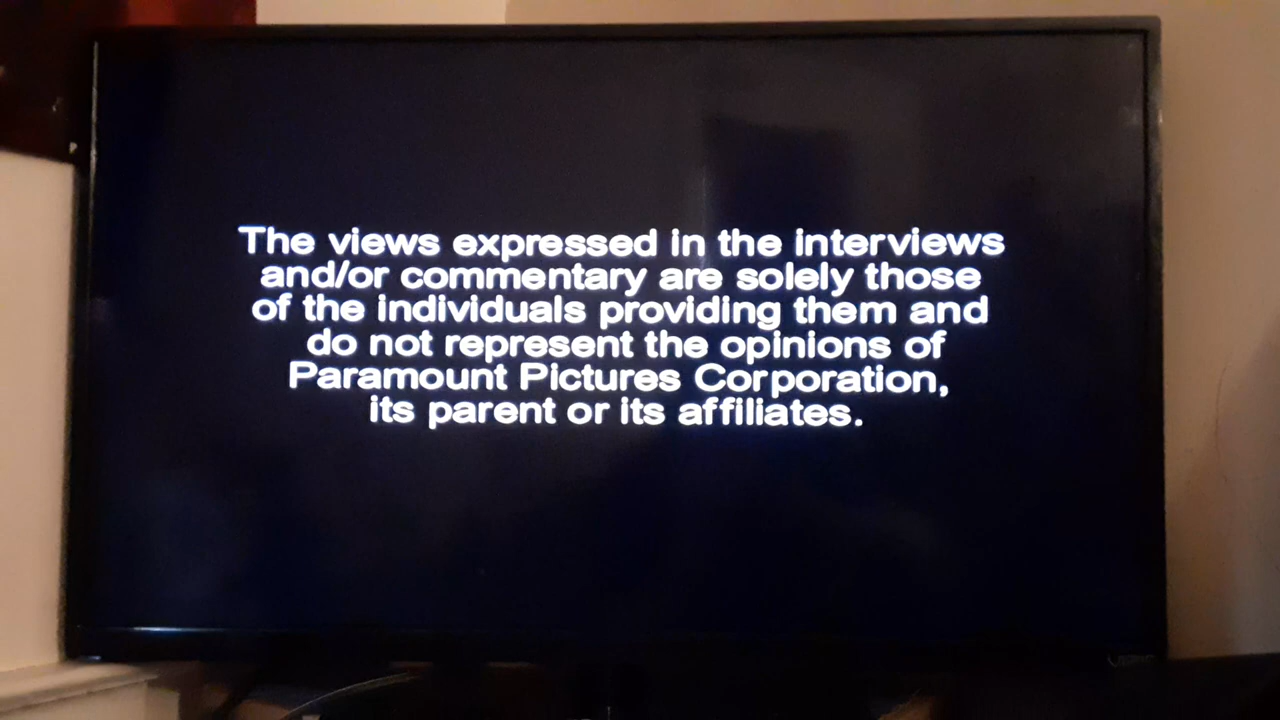 The views expressed in the interviews
and/or commentary are solely those
of the individuals providing them and
do not represent the opinions of
Paramount Pictures Corporation,
its parent or its affiliates.